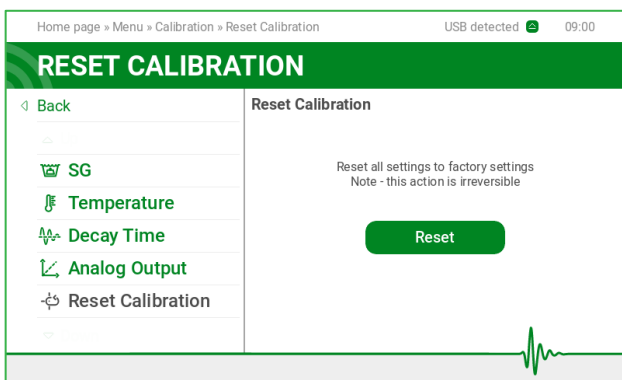 Home page » Menu » Calibration » Reset Calibration
USB detected
09:00
RESET CALIBRATION
Back
SG
Temperature
Decay Time
Analog Output
Reset Calibration
Reset Calibration
Reset all settings to factory settings
Note - this action is irreversible
Reset